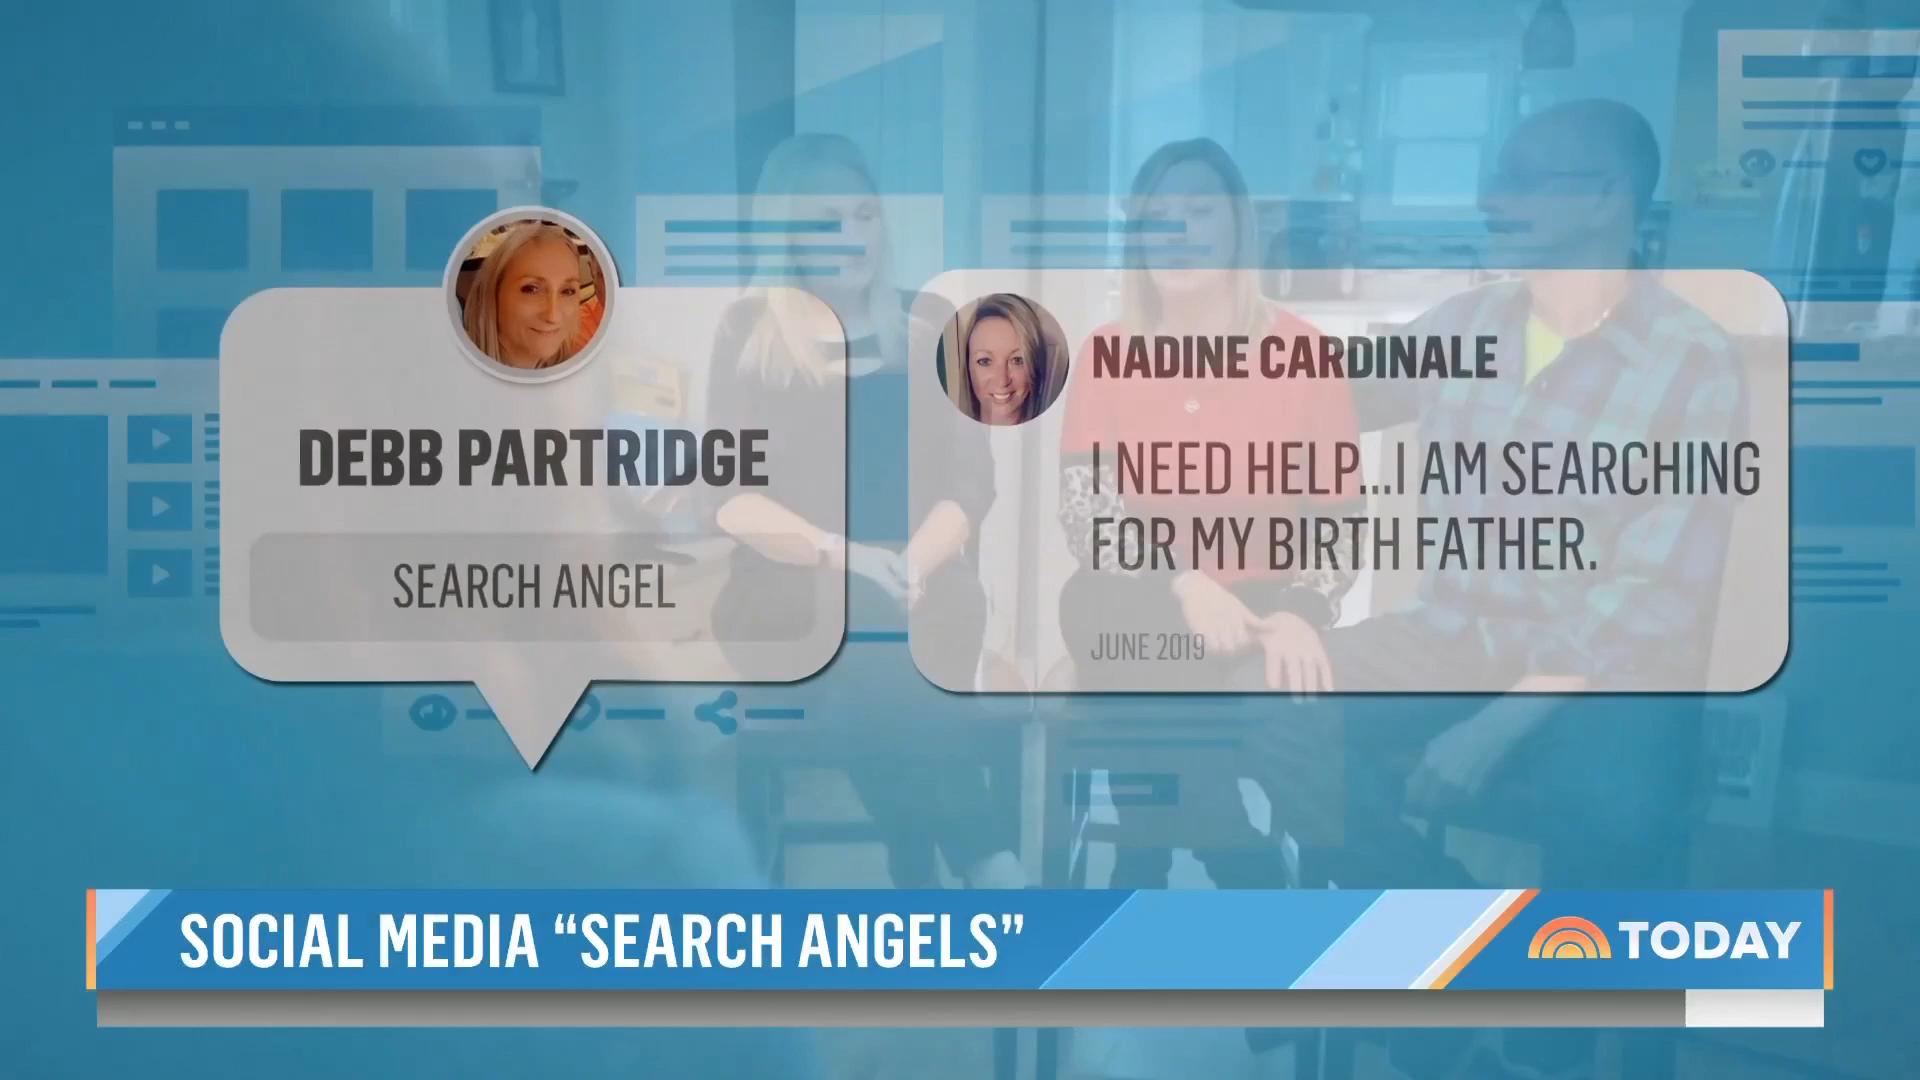 DEBB PARTRIDGE
SEARCH ANGEL
NADINE CARDINALE
I NEED HELP...I AM SEARCHING
FOR MY BIRTH FATHER.
JUNE 2019
SOCIAL MEDIA “SEARCH ANGELS”
TODAY